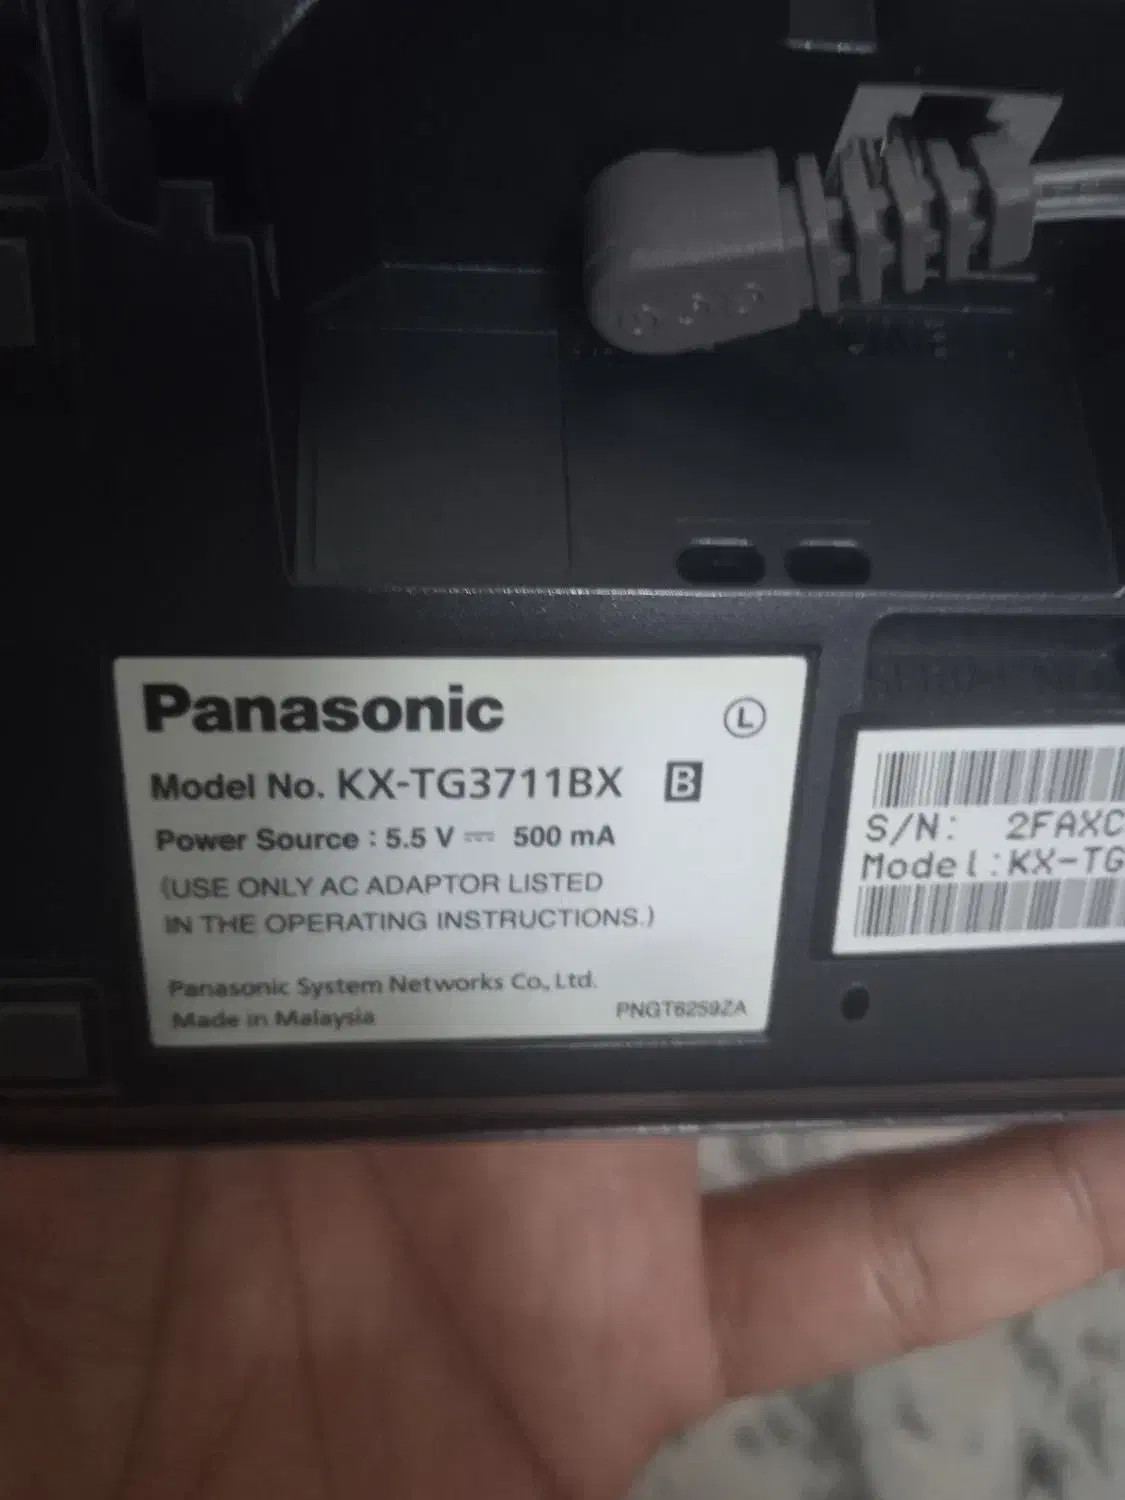 Panasonic
Ⓛ
Model No. KX-TG3711BX B
Power Source : 5.5 V ⎓ 500 mA
(USE ONLY AC ADAPTOR LISTED
IN THE OPERATING INSTRUCTIONS.)
Panasonic System Networks Co., Ltd.
Made in Malaysia
PNGT6259ZA
S/N: 2FAXC
Model:KX-TG